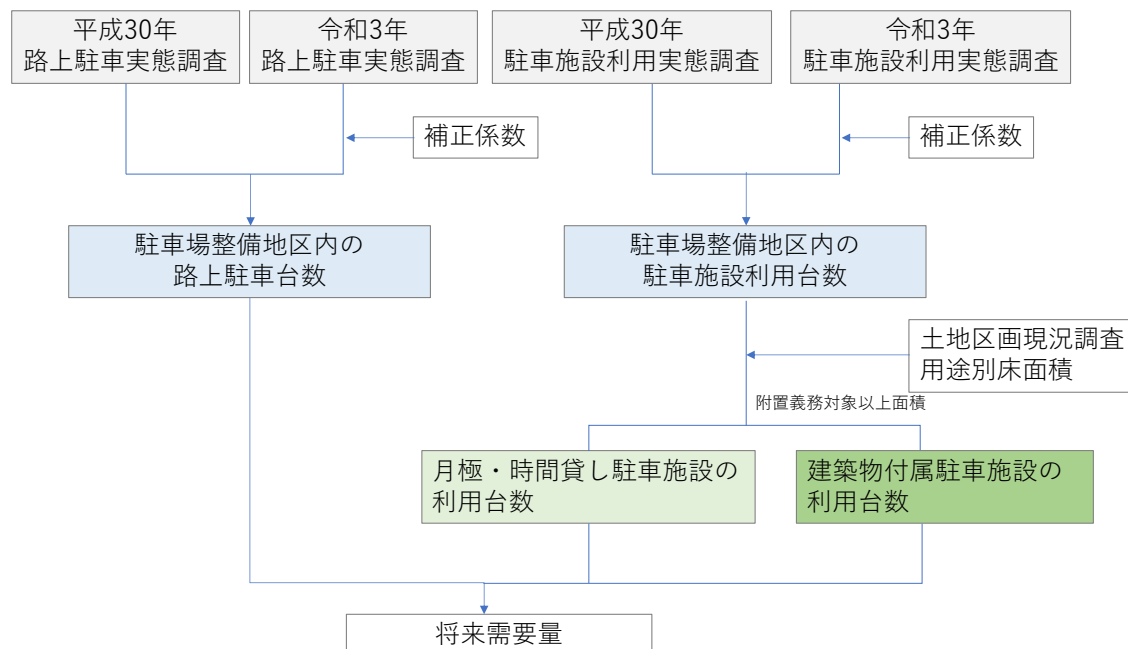 平成30年
路上駐車実態調査
令和3年
路上駐車実態調査
平成30年
駐車施設利用実態調査
令和3年
駐車施設利用実態調査
補正係数
補正係数
駐車場整備地区内の
路上駐車台数
駐車場整備地区内の
駐車施設利用台数
土地区画現況調査
用途別床面積
附置義務対象以上面積
月極・時間貸し駐車施設の
利用台数
建築物付属駐車施設の
利用台数
将来需要量